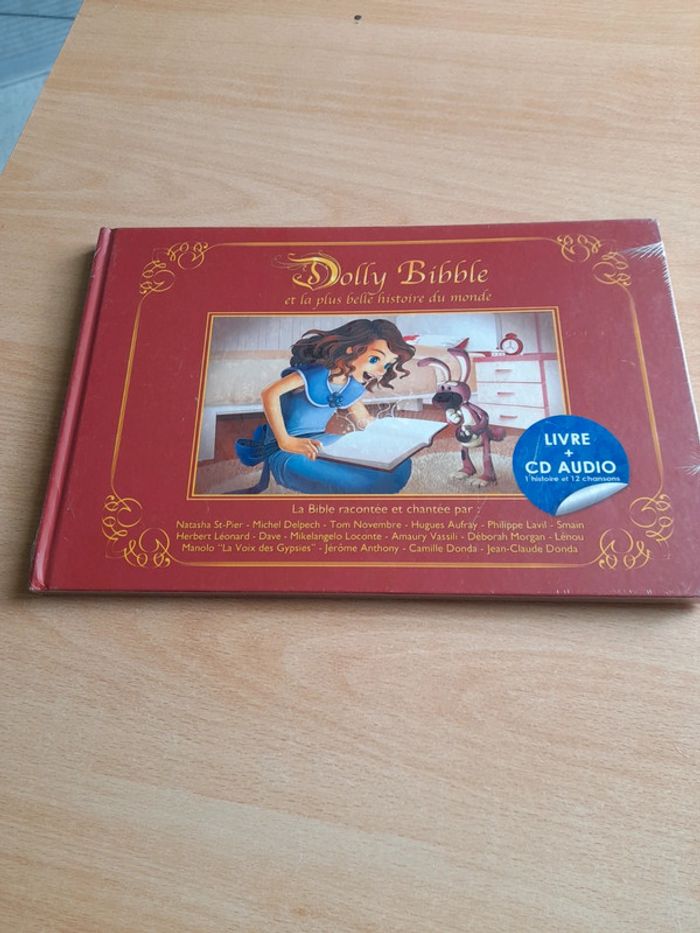 Dolly Bibble
et la plus belle histoire du monde
LIVRE
+
CD AUDIO
1 histoire et 12 chansons
La Bible racontée et chantée par :
Natasha St-Pier - Michel Delpech - Tom Novembre - Hugues Aufray - Philippe Lavil - Smain
Herbert Léonard - Dave - Mikelangelo Loconte - Amaury Vassili - Déborah Morgan - Lénou
Manolo "La Voix des Gypsies" - Jérôme Anthony - Camille Donda - Jean-Claude Donda